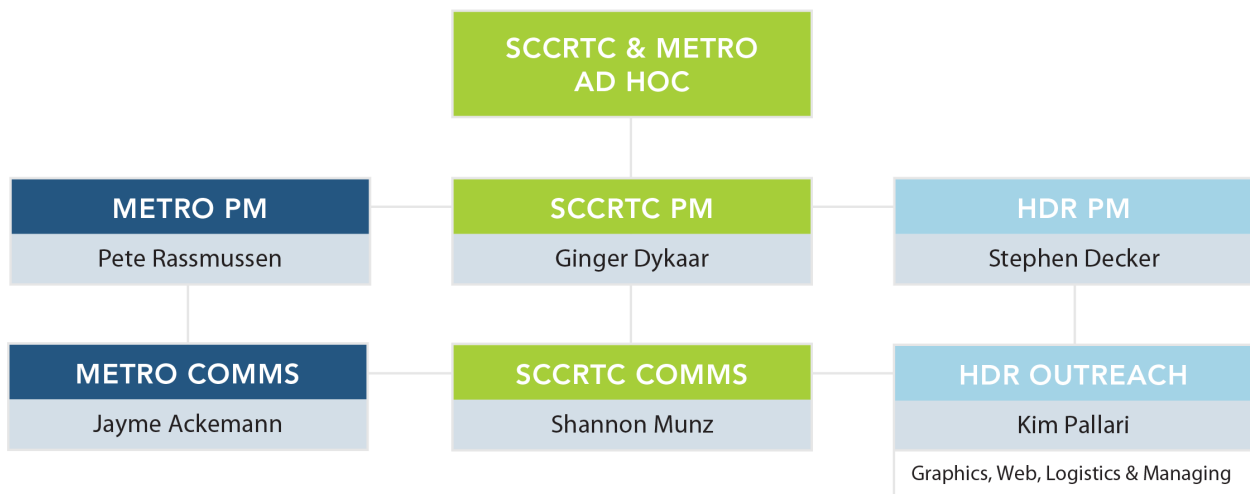 SCCRTC & METRO
AD HOC
METRO PM
Pete Rassmussen
SCCRTC PM
Ginger Dykaar
HDR PM
Stephen Decker
METRO COMMS
Jayme Ackemann
SCCRTC COMMS
Shannon Munz
HDR OUTREACH
Kim Pallari
Graphics, Web, Logistics & Managing